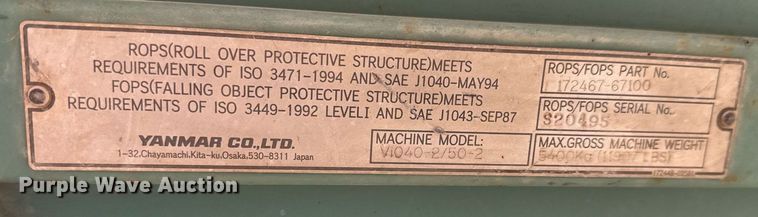 ROPS(ROLL OVER PROTECTIVE STRUCTURE)MEETS
REQUIREMENTS OF ISO 3471-1994 AND SAE J1040-MAY94
FOPS(FALLING OBJECT PROTECTIVE STRUCTURE)MEETS
REQUIREMENTS OF ISO 3449-1992 LEVELI AND SAE J1043-SEP87
YANMAR CO.,LTD.
1-32,Chayamachi,Kita-ku,Osaka,530-8311 Japan
MACHINE MODEL:
VIO40-2/50-2
ROPS/FOPS PART No.
172467-67100
ROPS/FOPS SERIAL No.
S20495
MAX.GROSS MACHINE WEIGHT
5400Kg LBS)
Purple Wave Auction